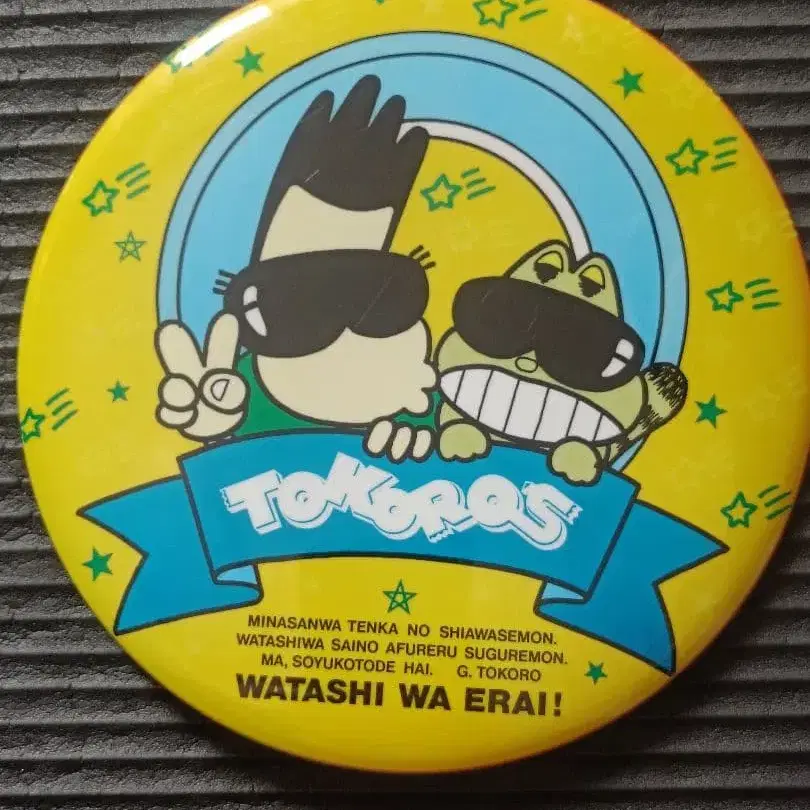 TOKOROS
MINASANWA TENKA NO SHIAWASEMON.
WATASHIWA SAINO AFURERU SUGUREMON.
MA, SOYUKOTODE HAI. G. TOKORO
WATASHI WA ERAI!